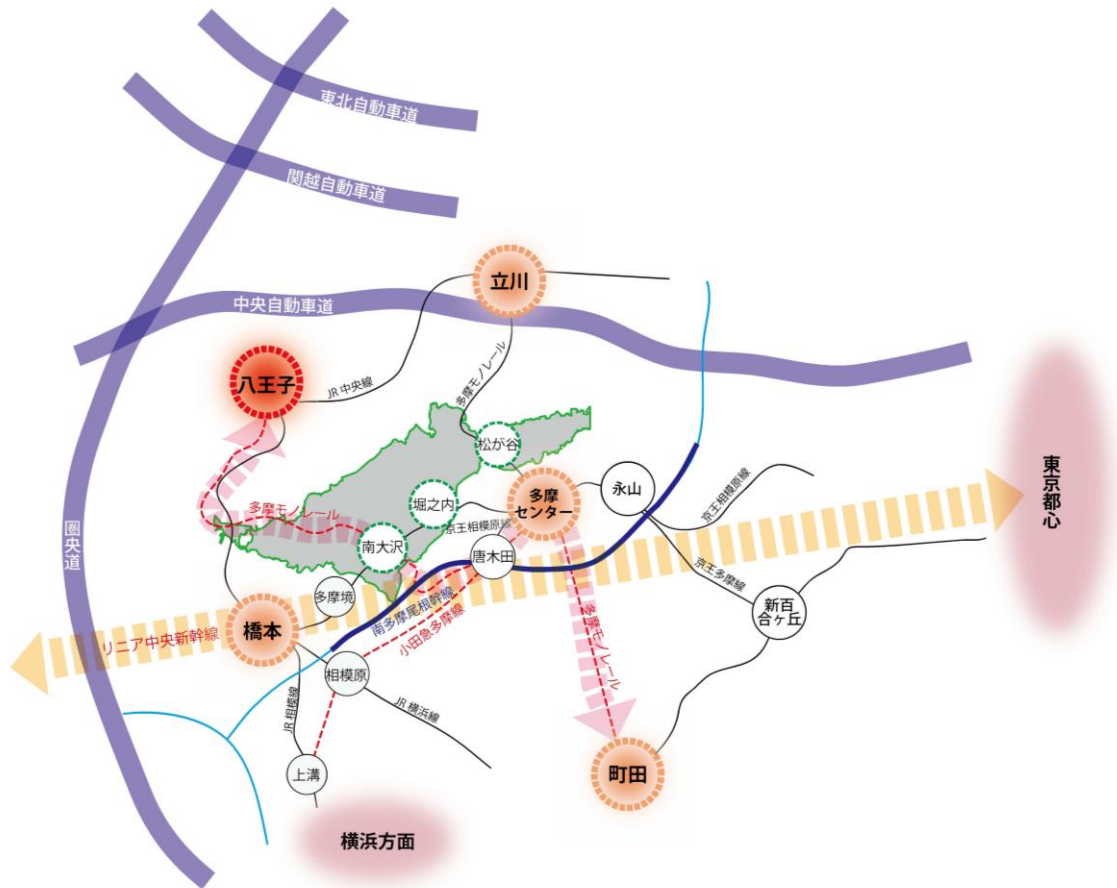 東北自動車道
関越自動車道
立川
中央自動車道
八王子
JR 中央線
多摩モノレール
松が谷
多摩
センター
永山
堀之内
京王相模原線
京王相模原線
東京都心
多摩モノレール
南大沢
唐木田
圏央道
多摩境
南多摩尾根幹線
京王多摩線
新百
合ヶ丘
橋本
リニア中央新幹線
小田急多摩線
多摩モノレール
相模原
JR 相模線
JR 横浜線
上溝
町田
横浜方面